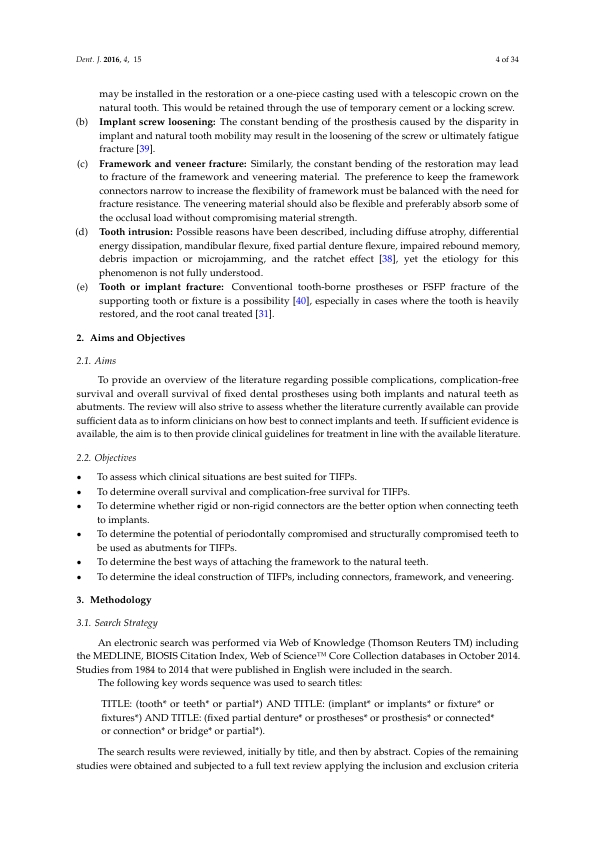 Dent. J. 2016, 4, 15
4 of 34
may be installed in the restoration or a one-piece casting used with a telescopic crown on the
natural tooth. This would be retained through the use of temporary cement or a locking screw.
(b) Implant screw loosening: The constant bending of the prosthesis caused by the disparity in
implant and natural tooth mobility may result in the loosening of the screw or ultimately fatigue
fracture [39].
(c) Framework and veneer fracture: Similarly, the constant bending of the restoration may lead
to fracture of the framework and veneering material. The preference to keep the framework
connectors narrow to increase the flexibility of framework must be balanced with the need for
fracture resistance. The veneering material should also be flexible and preferably absorb some of
the occlusal load without compromising material strength.
(d) Tooth intrusion: Possible reasons have been described, including diffuse atrophy, differential
energy dissipation, mandibular flexure, fixed partial denture flexure, impaired rebound memory,
debris impaction or microjamming, and the ratchet effect [38], yet the etiology for this
phenomenon is not fully understood.
(e) Tooth or implant fracture: Conventional tooth-borne prostheses or FSFP fracture of the
supporting tooth or fixture is a possibility [40], especially in cases where the tooth is heavily
restored, and the root canal treated [31].
2. Aims and Objectives
2.1. Aims
To provide an overview of the literature regarding possible complications, complication-free
survival and overall survival of fixed dental prostheses using both implants and natural teeth as
abutments. The review will also strive to assess whether the literature currently available can provide
sufficient data as to inform clinicians on how best to connect implants and teeth. If sufficient evidence is
available, the aim is to then provide clinical guidelines for treatment in line with the available literature.
2.2. Objectives
• To assess which clinical situations are best suited for TIFPs.
• To determine overall survival and complication-free survival for TIFPs.
• To determine whether rigid or non-rigid connectors are the better option when connecting teeth
to implants.
• To determine the potential of periodontally compromised and structurally compromised teeth to
be used as abutments for TIFPs.
• To determine the best ways of attaching the framework to the natural teeth.
• To determine the ideal construction of TIFPs, including connectors, framework, and veneering.
3. Methodology
3.1. Search Strategy
An electronic search was performed via Web of Knowledge (Thomson Reuters TM) including
the MEDLINE, BIOSIS Citation Index, Web of Science™ Core Collection databases in October 2014.
Studies from 1984 to 2014 that were published in English were included in the search.
The following key words sequence was used to search titles:
TITLE: (tooth* or teeth* or partial*) AND TITLE: (implant* or implants* or fixture* or
fixtures*) AND TITLE: (fixed partial denture* or prostheses* or prosthesis* or connected*
or connection* or bridge* or partial*).
The search results were reviewed, initially by title, and then by abstract. Copies of the remaining
studies were obtained and subjected to a full text review applying the inclusion and exclusion criteria